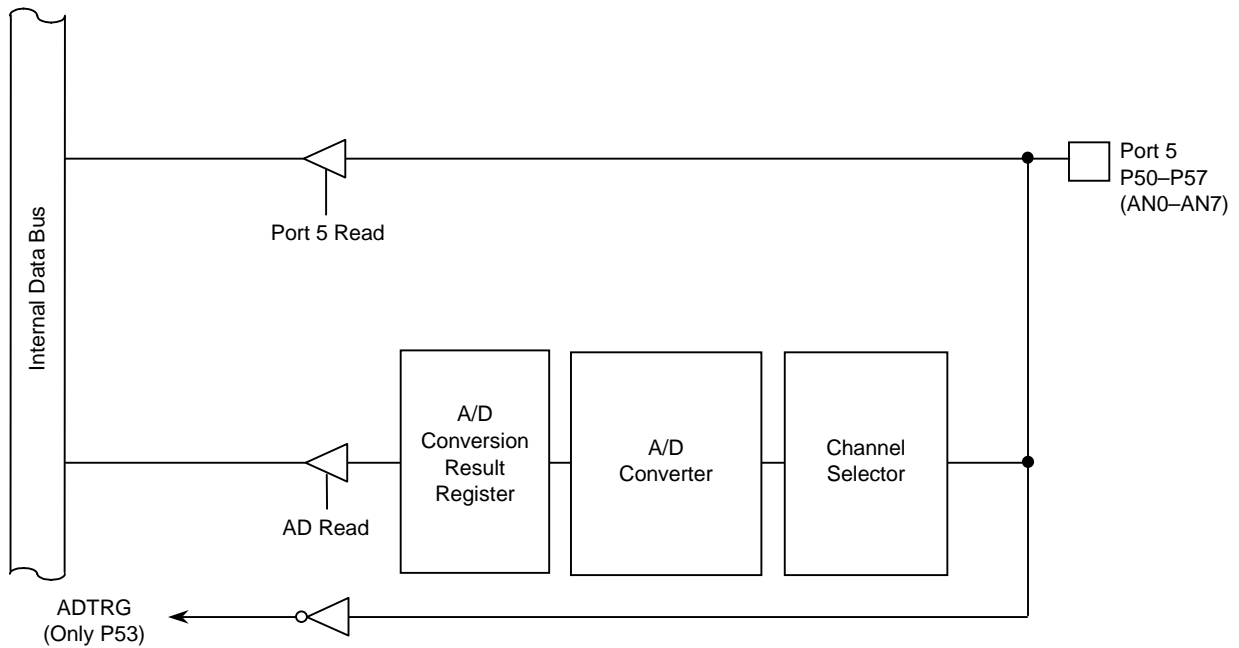 Port 5
P50–P57
(AN0–AN7)
Port 5 Read
Internal Data Bus
A/D
Conversion
Result
Register
A/D
Converter
Channel
Selector
AD Read
ADTRG
(Only P53)